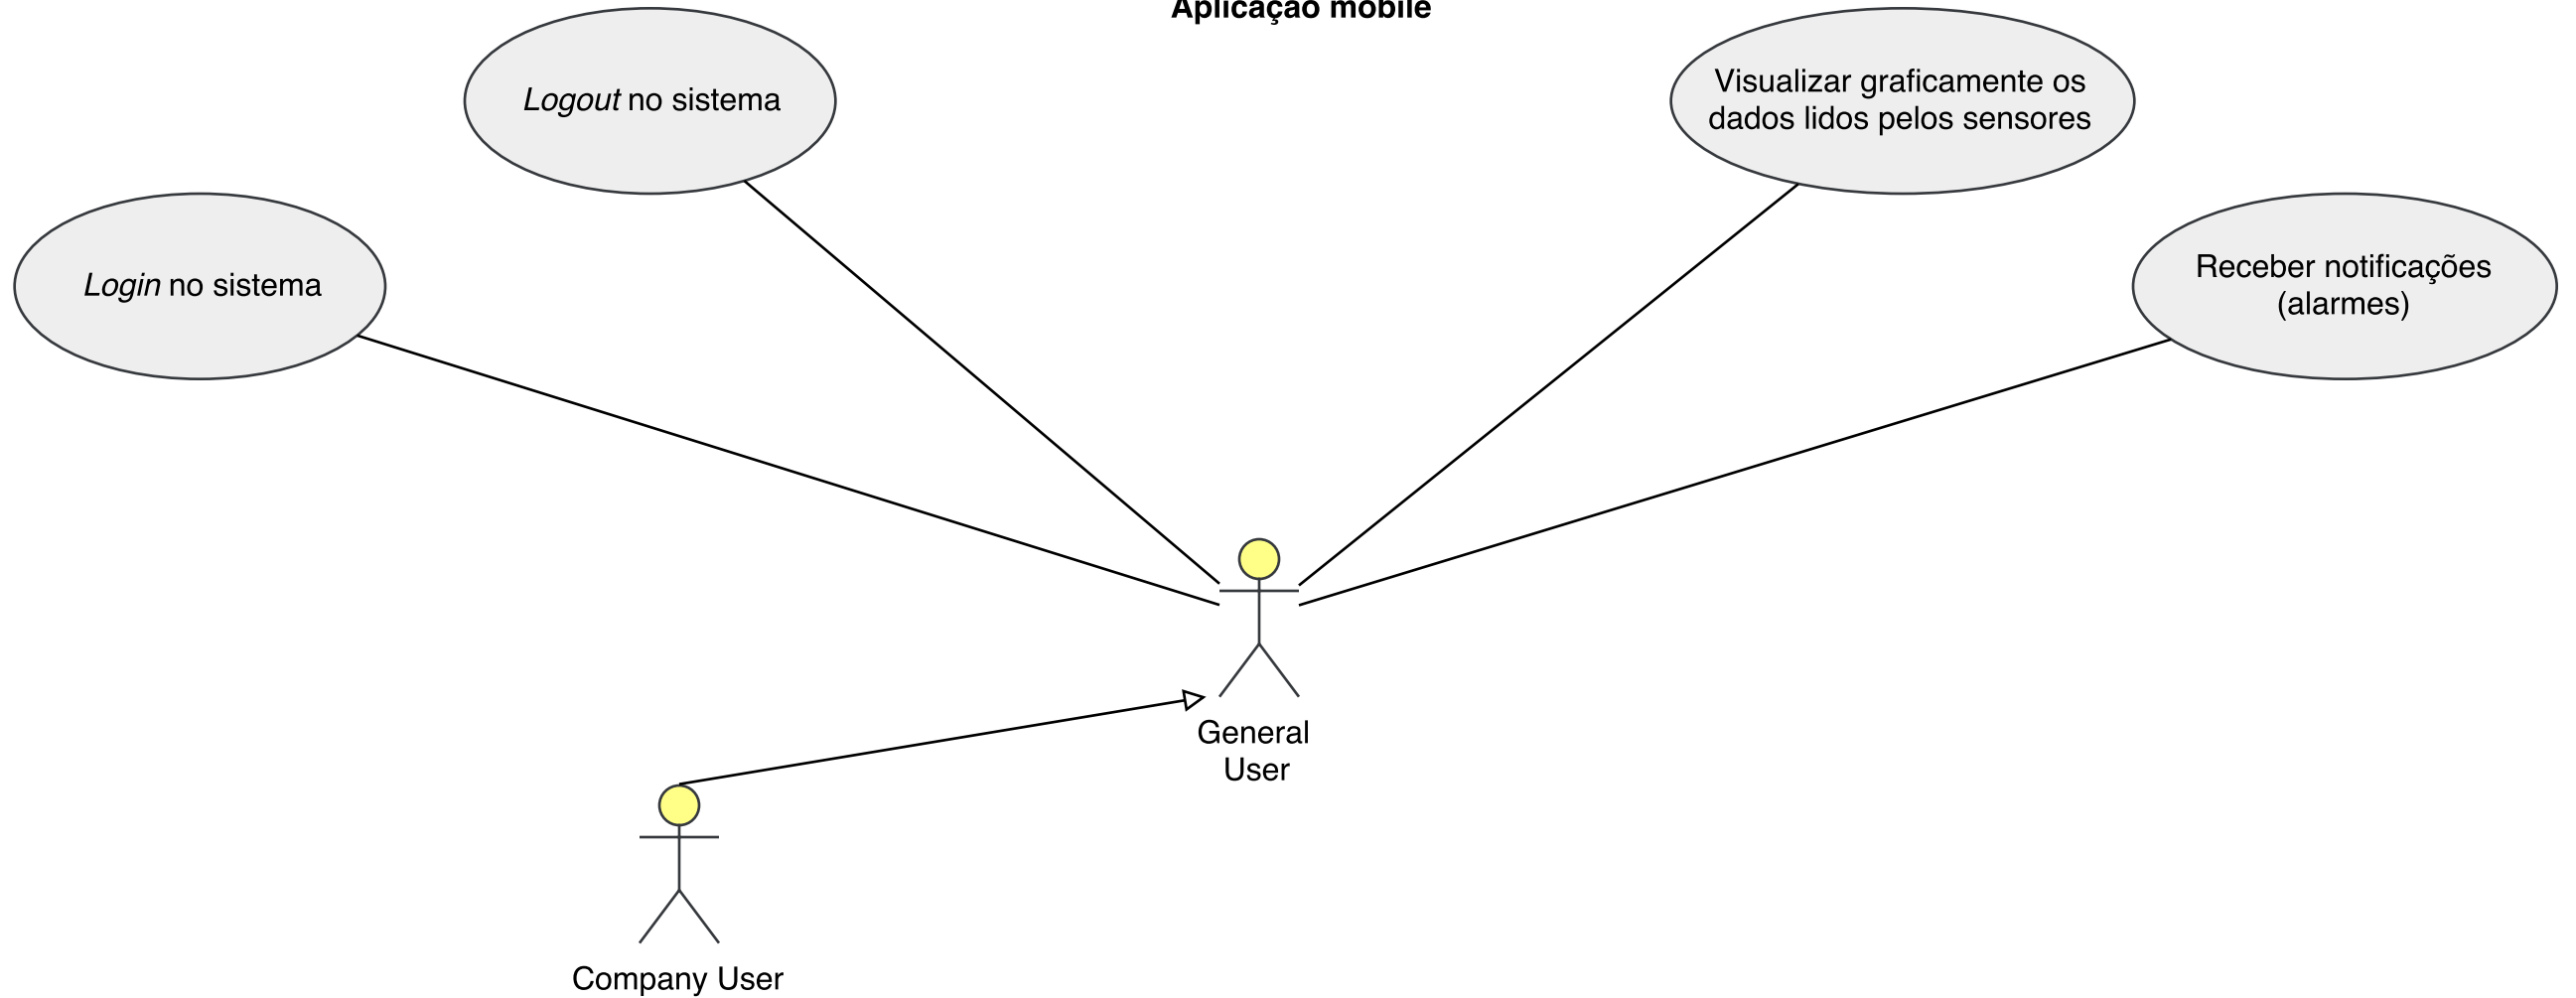 Aplicação mobile
Logout no sistema
Visualizar graficamente os
dados lidos pelos sensores
Login no sistema
Receber notificações
(alarmes)
General
User
Company User